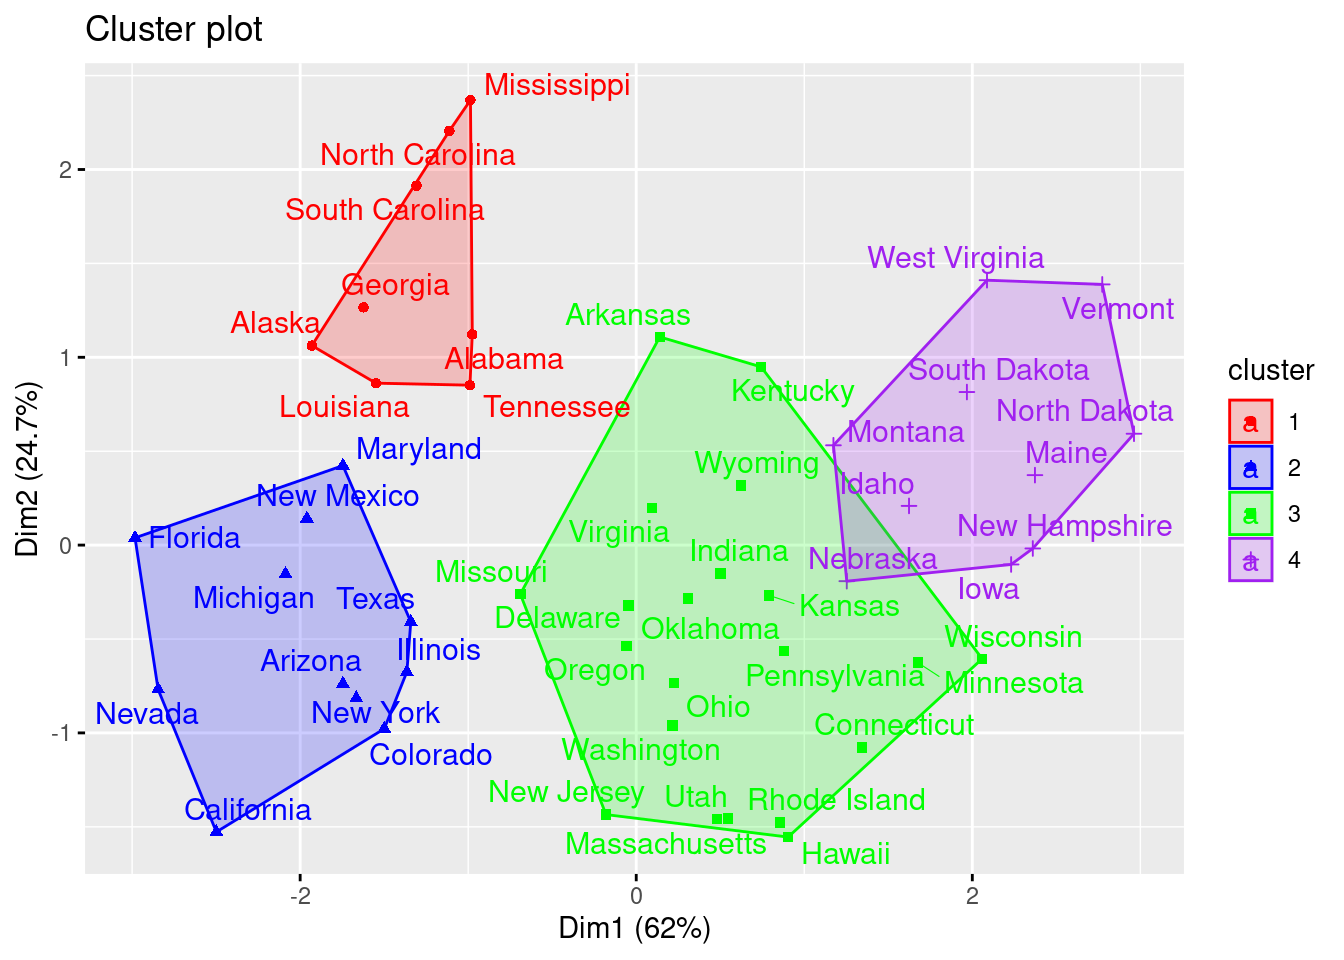 Cluster plot
Mississippi
North Carolina
South Carolina
West Virginia
Georgia
Vermont
Arkansas
Alaska
Alabama
South Dakota
Kentucky
Louisiana
Tennessee
North Dakota
Montana
Maryland
Maine
Wyoming
Idaho
New Mexico
New Hampshire
Virginia
Florida
Indiana
Nebraska
Missouri
Iowa
Michigan
Texas
Kansas
Delaware
Oklahoma
Wisconsin
Illinois
Arizona
Oregon
Pennsylvania
Minnesota
Ohio
Nevada
New York
Connecticut
Washington
Colorado
New Jersey
Utah
Rhode Island
California
Massachusetts
Hawaii
2
1
0
-1
Dim2 (24.7%)
-2
0
2
Dim1 (62%)
cluster
a 1
a 2
a 3
a 4